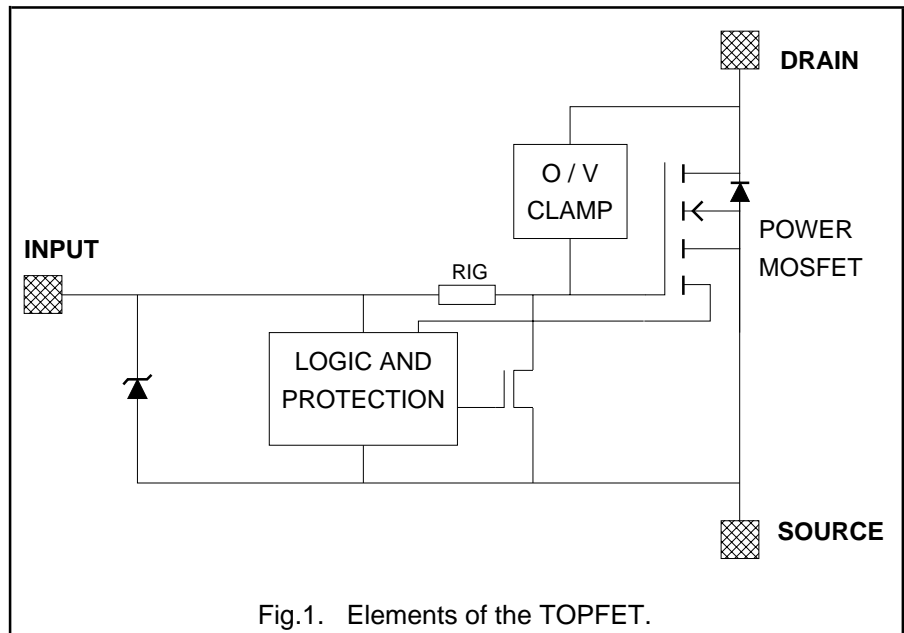 DRAIN
O / V
CLAMP
POWER
MOSFET
INPUT
RIG
LOGIC AND
PROTECTION
SOURCE
Fig.1. Elements of the TOPFET.